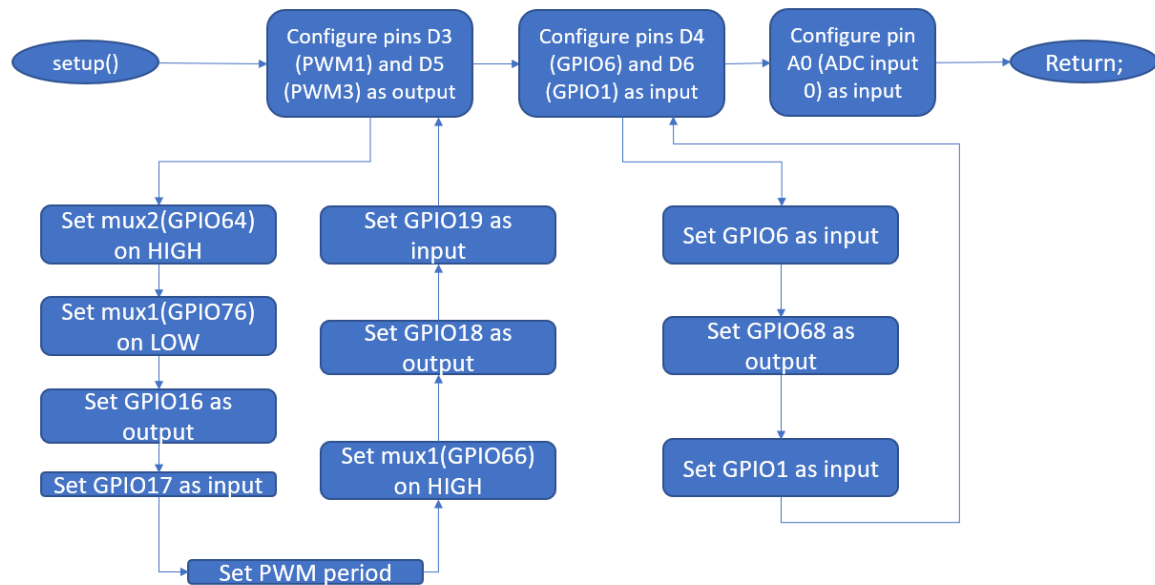 setup()
Configure pins D3
(PWM1) and D5
(PWM3) as output
Configure pins D4
(GPIO6) and D6
(GPIO1) as input
Configure pin
A0 (ADC input
0) as input
Return;
Set mux2(GPIO64)
on HIGH
Set mux1(GPIO76)
on LOW
Set GPIO16 as
output
Set GPIO17 as input
Set PWM period
Set mux1(GPIO66)
on HIGH
Set GPIO18 as
output
Set GPIO19 as
input
Set GPIO6 as input
Set GPIO68 as
output
Set GPIO1 as input